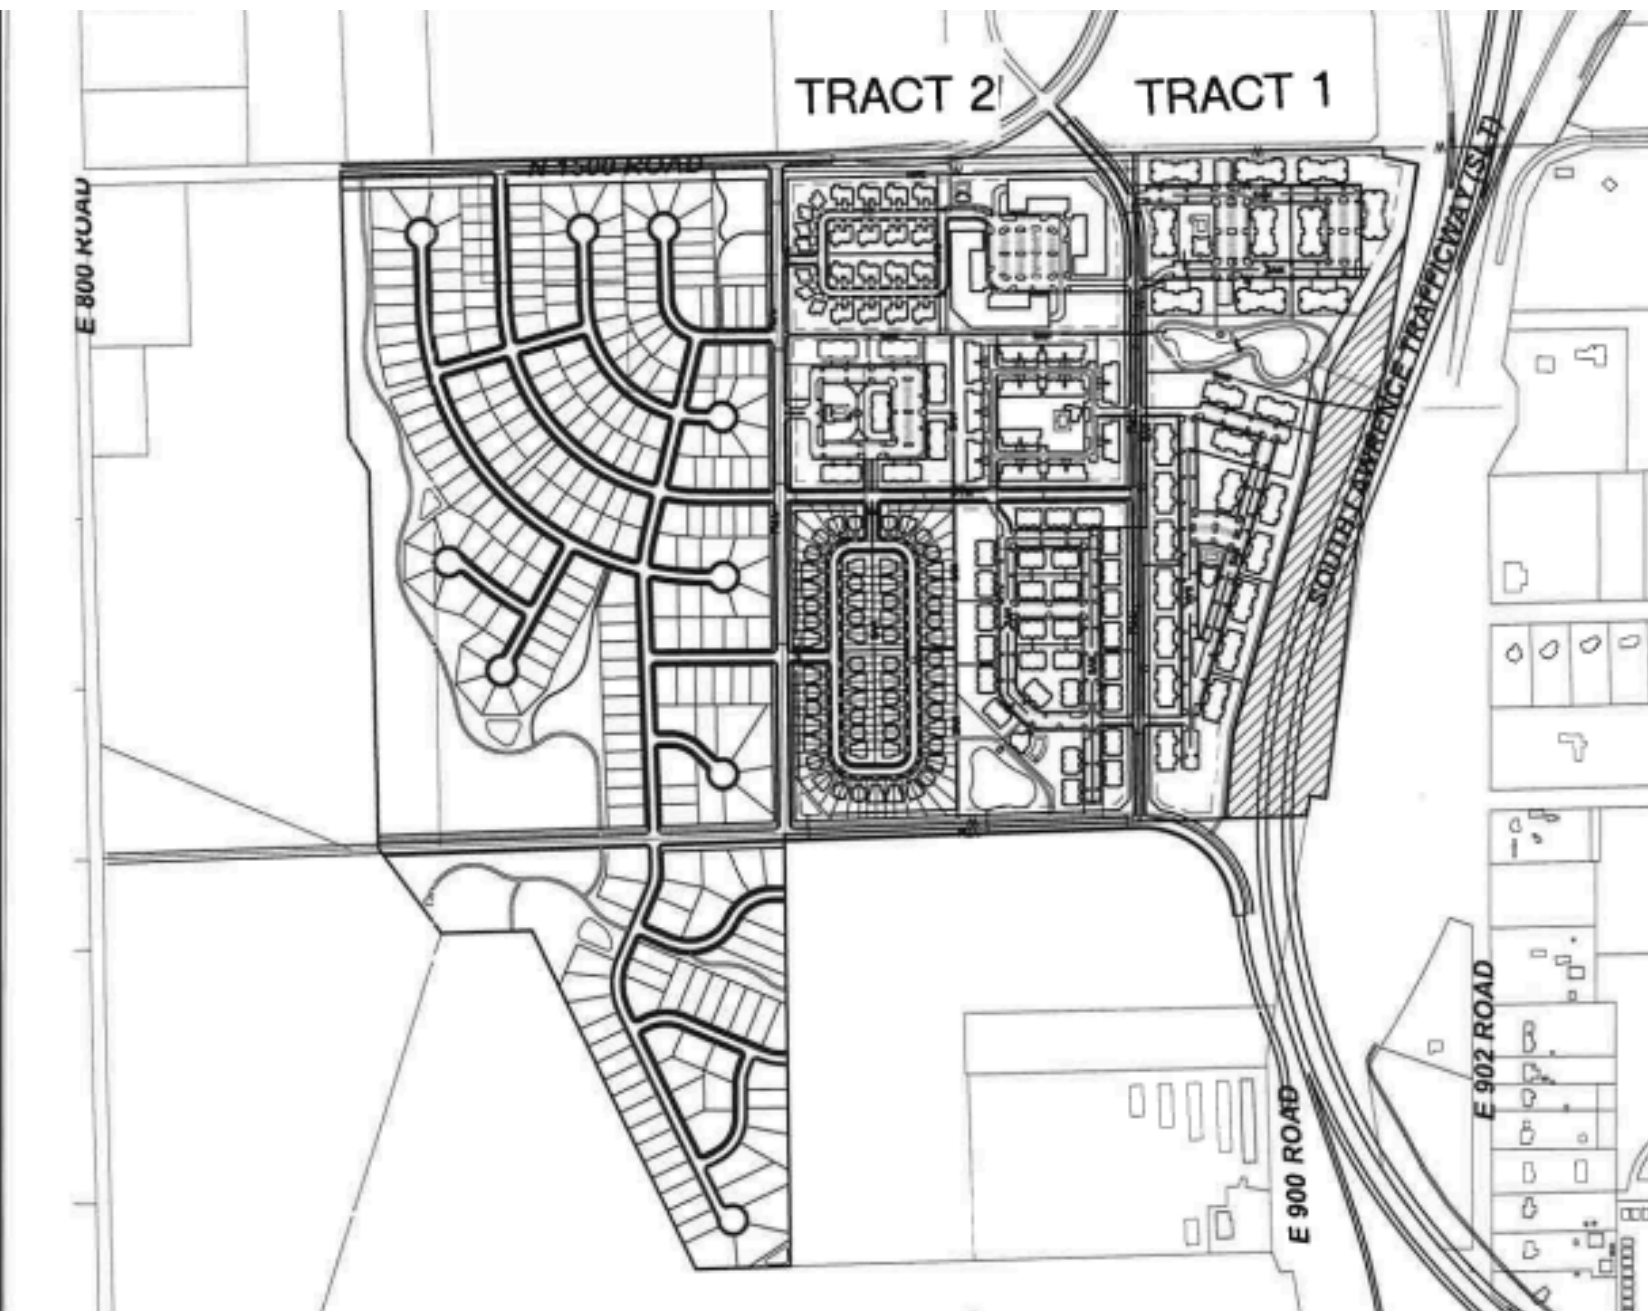 TRACT 2
TRACT 1
N 1500 ROAD
E 800 ROAD
SOUTH LAWRENCE TRAFFICWAY (SLT)
E 902 ROAD
E 900 ROAD